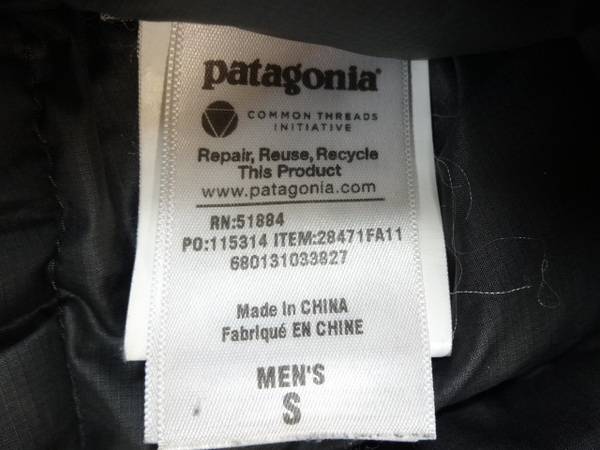 patagonia®
COMMON THREADS
INITIATIVE
Repair, Reuse, Recycle
This Product
www.patagonia.com
RN:51884
PO:115314 ITEM:28471FA11
680131033827
Made In CHINA
Fabriqué EN CHINE
MEN'S
S